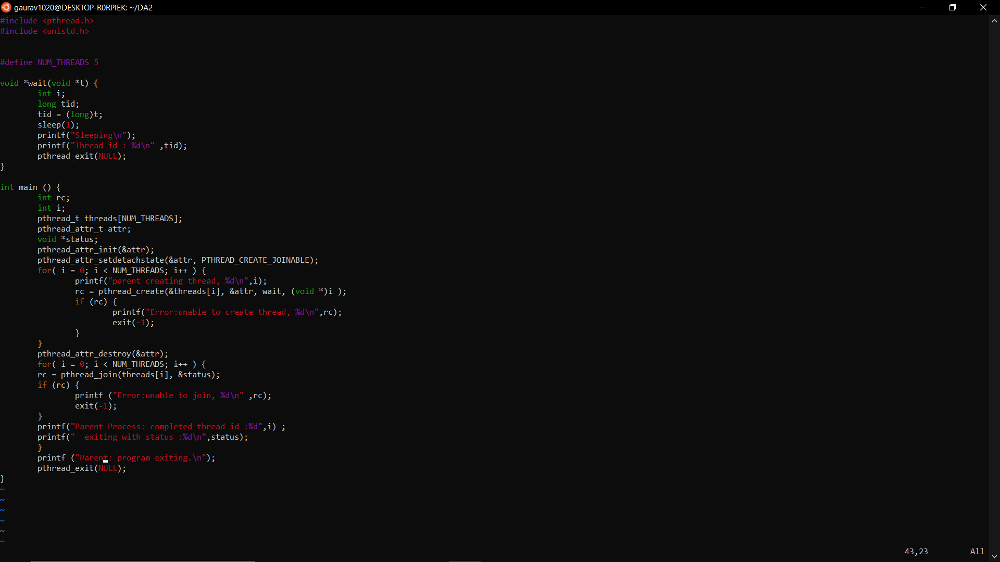 gaurav1020@DESKTOP-R0RPIEK: ~/DA2
#include <pthread.h>
#include <unistd.h>
#define NUM_THREADS 5
void *wait(void *t) {
        int i;
        long tid;
        tid = (long)t;
        sleep(1);
        printf("Sleeping\n");
        printf("Thread id : %d\n" ,tid);
        pthread_exit(NULL);
}
int main () {
        int rc;
        int i;
        pthread_t threads[NUM_THREADS];
        pthread_attr_t attr;
        void *status;
        pthread_attr_init(&attr);
        pthread_attr_setdetachstate(&attr, PTHREAD_CREATE_JOINABLE);
        for( i = 0; i < NUM_THREADS; i++ ) {
                printf("parent creating thread, %d\n",i);
                rc = pthread_create(&threads[i], &attr, wait, (void *)i );
                if (rc) {
                        printf("Error:unable to create thread, %d\n",rc);
                        exit(-1);
                }
        }
        pthread_attr_destroy(&attr);
        for( i = 0; i < NUM_THREADS; i++ ) {
        rc = pthread_join(threads[i], &status);
        if (rc) {
                printf ("Error:unable to join, %d\n" ,rc);
                exit(-1);
        }
        printf("Parent Process: completed thread id :%d",i) ;
        printf("  exiting with status :%d\n",status);
        }
        printf ("Parent: program exiting.\n");
        pthread_exit(NULL);
}
~
~
~
~
~
~
43,23 All